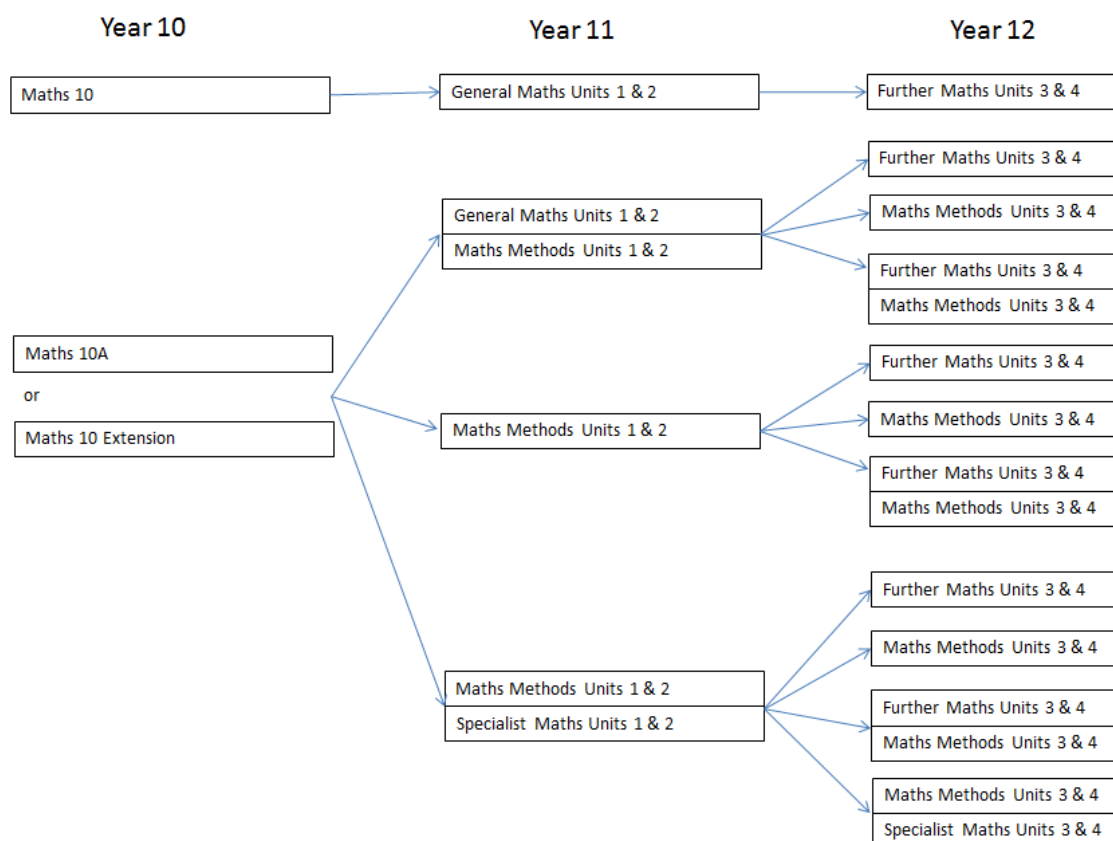 Year 10
Year 11
Year 12
Maths 10
General Maths Units 1 & 2
Further Maths Units 3 & 4
Further Maths Units 3 & 4
General Maths Units 1 & 2
Maths Methods Units 3 & 4
Maths Methods Units 1 & 2
Further Maths Units 3 & 4
Maths Methods Units 3 & 4
Maths 10A
or
Maths 10 Extension
Further Maths Units 3 & 4
Maths Methods Units 1 & 2
Maths Methods Units 3 & 4
Further Maths Units 3 & 4
Maths Methods Units 3 & 4
Further Maths Units 3 & 4
Maths Methods Units 3 & 4
Maths Methods Units 1 & 2
Specialist Maths Units 1 & 2
Further Maths Units 3 & 4
Maths Methods Units 3 & 4
Maths Methods Units 3 & 4
Specialist Maths Units 3 & 4